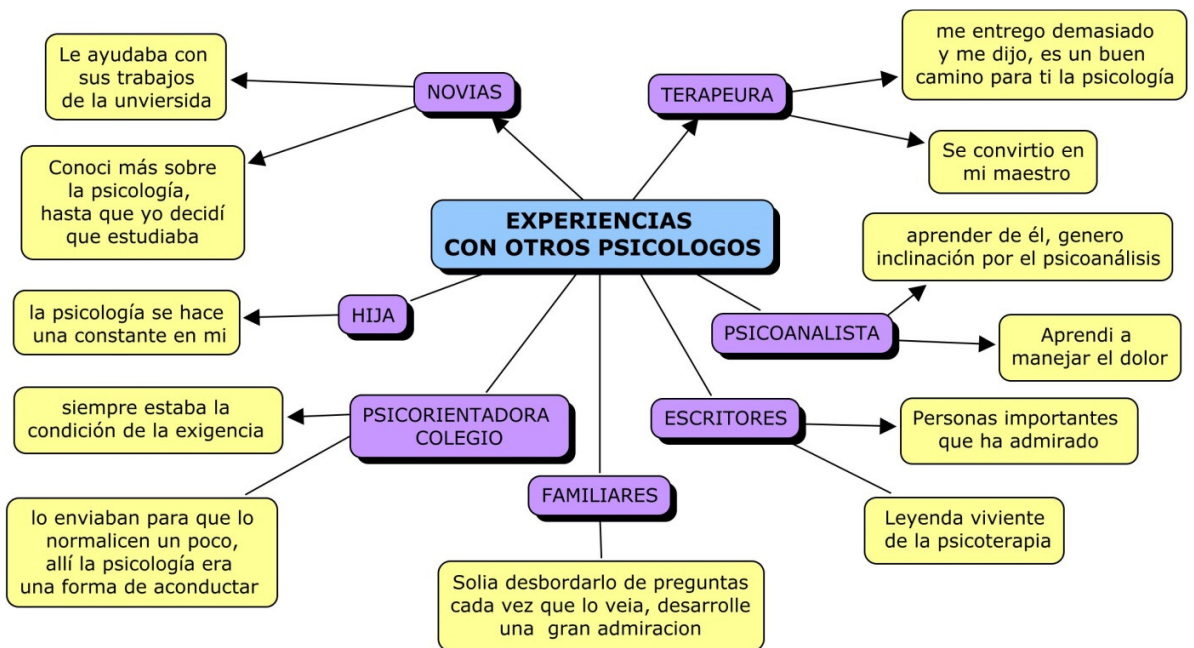 Le ayudaba con
sus trabajos
de la unviersida
NOVIAS
Conoci más sobre
la psicología,
hasta que yo decidí
que estudiaba
TERAPEURA
me entrego demasiado
y me dijo, es un buen
camino para ti la psicología
Se convirtio en
mi maestro
EXPERIENCIAS
CON OTROS PSICOLOGOS
aprender de él, genero
inclinación por el psicoanálisis
PSICOANALISTA
Aprendi a
manejar el dolor
la psicología se hace
una constante en mi
HIJA
siempre estaba la
condición de la exigencia
PSICORIENTADORA
COLEGIO
lo enviaban para que lo
normalicen un poco,
allí la psicología era
una forma de aconductar
ESCRITORES
Personas importantes
que ha admirado
Leyenda viviente
de la psicoterapia
FAMILIARES
Solia desbordarlo de preguntas
cada vez que lo veia, desarrolle
una gran admiracion